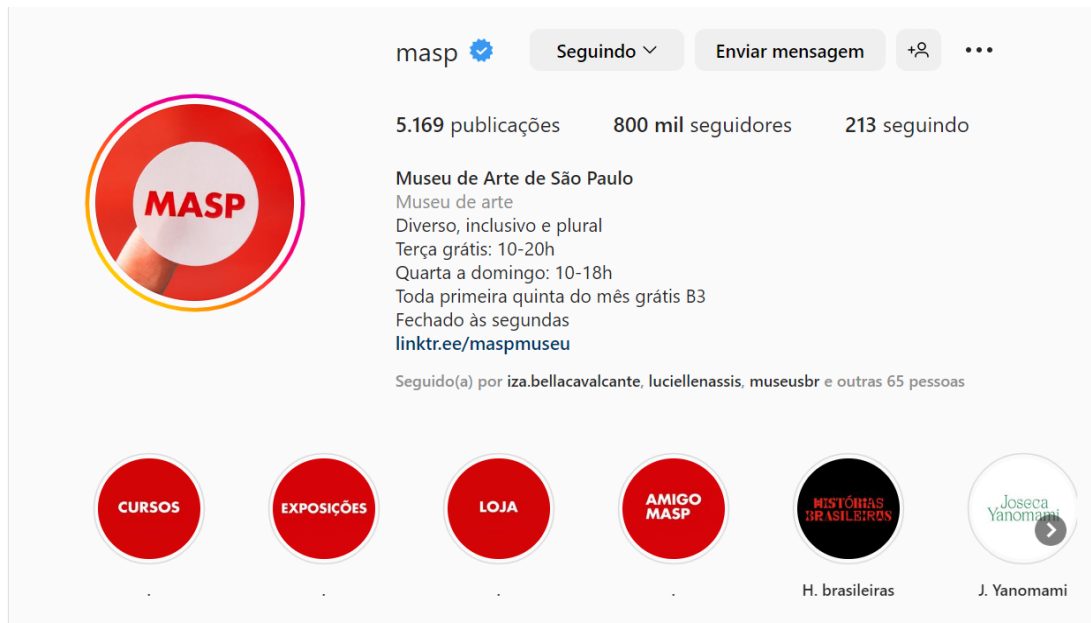 masp
Seguindo
Enviar mensagem
5.169 publicações 800 mil seguidores 213 seguindo
MASP
Museu de Arte de São Paulo
Museu de arte
Diverso, inclusivo e plural
Terça grátis: 10-20h
Quarta a domingo: 10-18h
Toda primeira quinta do mês grátis B3
Fechado às segundas
linktr.ee/maspmuseu
Seguido(a) por iza.bellacavalcante, luciellenassis, museusbr e outras 65 pessoas
CURSOS
EXPOSIÇÕES
LOJA
AMIGO
MASP
HISTÓRIAS
BRASILEIRAS
Joseca
Yanomami
. . . . H. brasileiras J. Yanomami